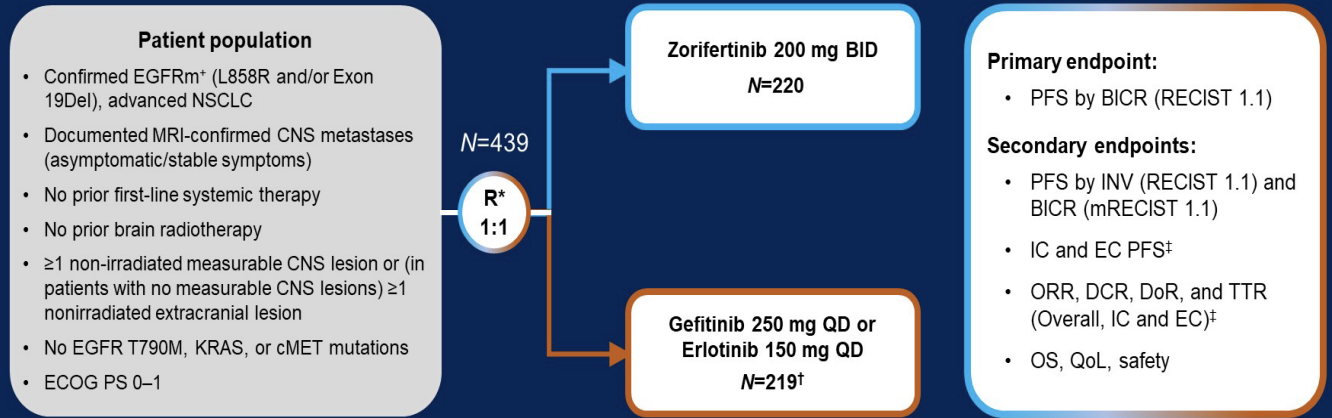 Patient population
• Confirmed EGFRm⁺ (L858R and/or Exon
19Del), advanced NSCLC
• Documented MRI-confirmed CNS metastases
(asymptomatic/stable symptoms)
• No prior first-line systemic therapy
• No prior brain radiotherapy
• ≥1 non-irradiated measurable CNS lesion or (in
patients with no measurable CNS lesions) ≥1
nonirradiated extracranial lesion
• No EGFR T790M, KRAS, or cMET mutations
• ECOG PS 0–1
N=439
R*
1:1
Zorifertinib 200 mg BID
N=220
Gefitinib 250 mg QD or
Erlotinib 150 mg QD
N=219†
Primary endpoint:
• PFS by BICR (RECIST 1.1)
Secondary endpoints:
• PFS by INV (RECIST 1.1) and
BICR (mRECIST 1.1)
• IC and EC PFS‡
• ORR, DCR, DoR, and TTR
(Overall, IC and EC)‡
• OS, QoL, safety